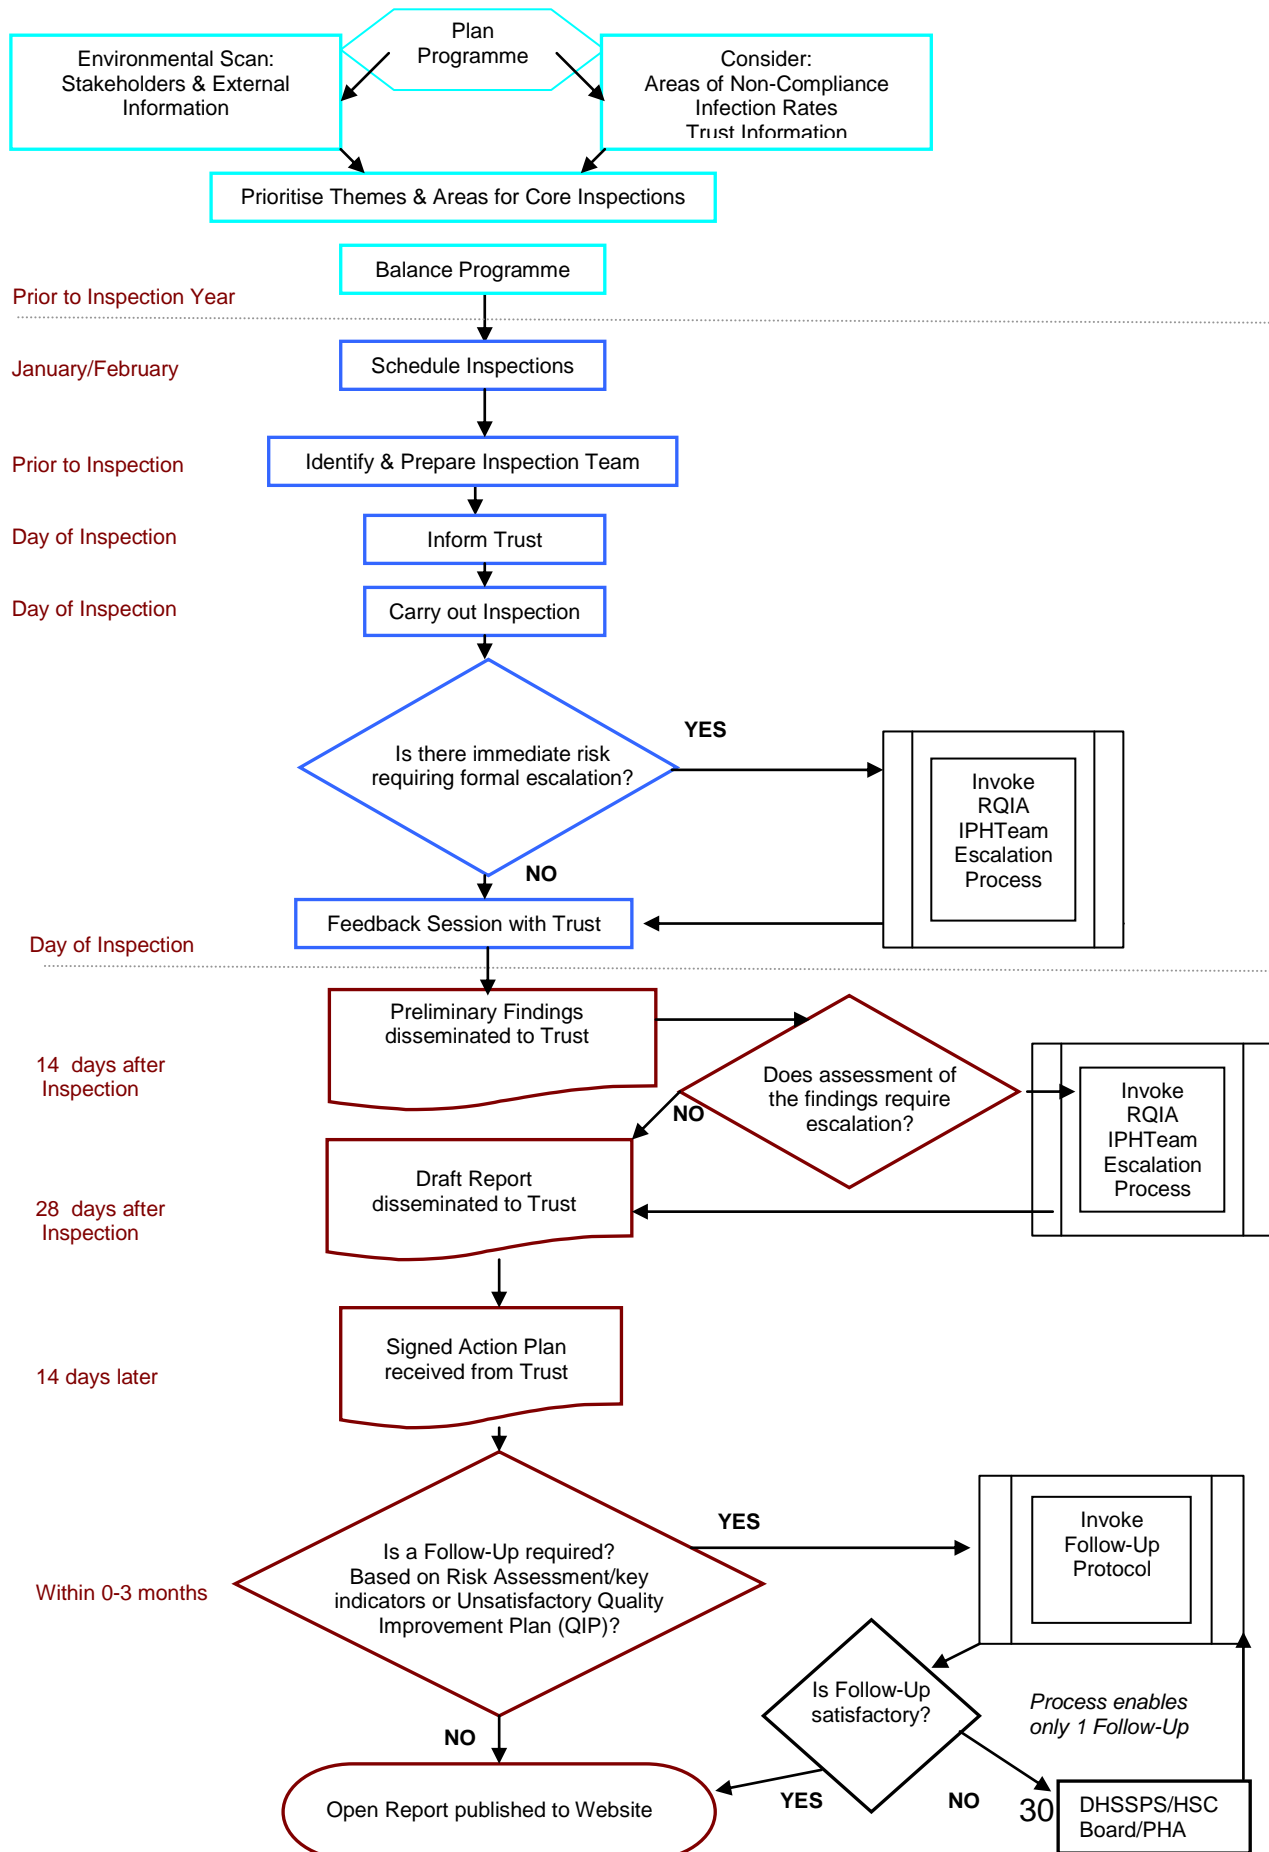 Plan
Programme
Environmental Scan:
Stakeholders & External
Information
Consider:
Areas of Non-Compliance
Infection Rates
Trust Information
Prioritise Themes & Areas for Core Inspections
Balance Programme
Prior to Inspection Year
January/February
Schedule Inspections
Prior to Inspection
Identify & Prepare Inspection Team
Day of Inspection
Inform Trust
Day of Inspection
Carry out Inspection
Is there immediate risk
requiring formal escalation?
YES
Invoke
RQIA
IPHTeam
Escalation
Process
NO
Feedback Session with Trust
Day of Inspection
Preliminary Findings
disseminated to Trust
14 days after
Inspection
Does assessment of
the findings require
escalation?
NO
Invoke
RQIA
IPHTeam
Escalation
Process
Draft Report
disseminated to Trust
28 days after
Inspection
Signed Action Plan
received from Trust
14 days later
Is a Follow-Up required?
Based on Risk Assessment/key
indicators or Unsatisfactory Quality
Improvement Plan (QIP)?
Within 0-3 months
YES
Invoke
Follow-Up
Protocol
Is Follow-Up
satisfactory?
Process enables
only 1 Follow-Up
NO
Open Report published to Website
YES
NO
30
DHSSPS/HSC
Board/PHA